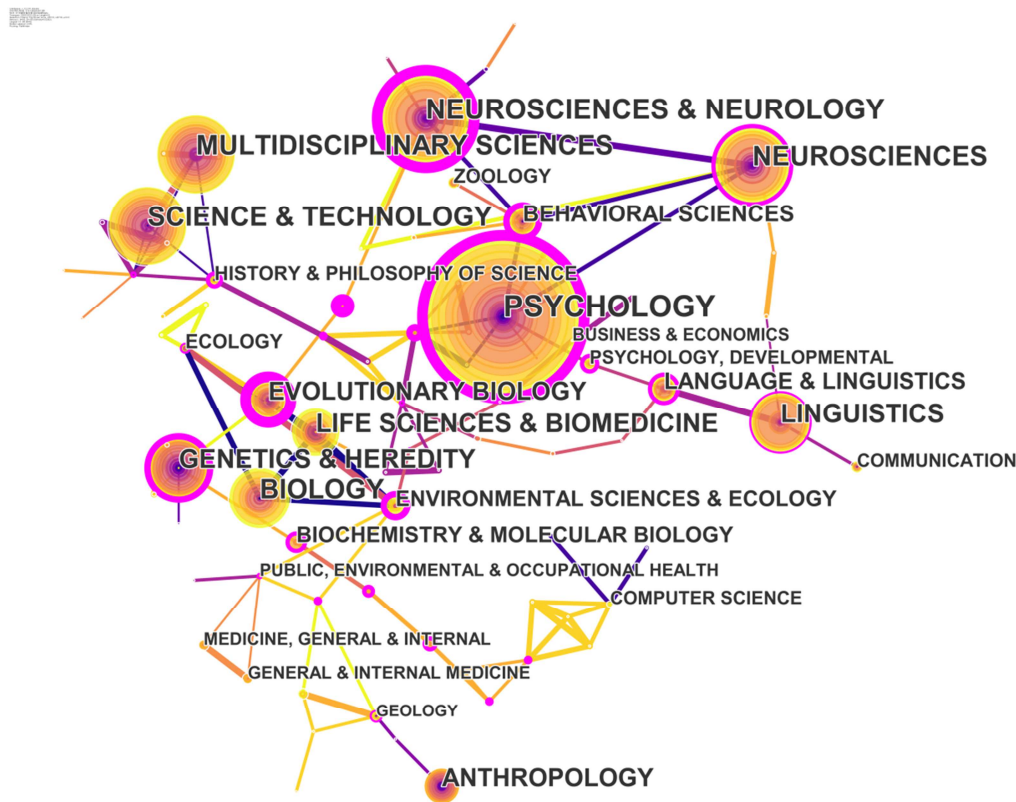 NEUROSCIENCES & NEUROLOGY
MULTIDISCIPLINARY SCIENCES
NEUROSCIENCES
ZOOLOGY
SCIENCE & TECHNOLOGY
BEHAVIORAL SCIENCES
HISTORY & PHILOSOPHY OF SCIENCE
PSYCHOLOGY
BUSINESS & ECONOMICS
ECOLOGY
PSYCHOLOGY, DEVELOPMENTAL
LANGUAGE & LINGUISTICS
EVOLUTIONARY BIOLOGY
LINGUISTICS
LIFE SCIENCES & BIOMEDICINE
GENETICS & HEREDITY
COMMUNICATION
BIOLOGY
ENVIRONMENTAL SCIENCES & ECOLOGY
BIOCHEMISTRY & MOLECULAR BIOLOGY
PUBLIC, ENVIRONMENTAL & OCCUPATIONAL HEALTH
COMPUTER SCIENCE
MEDICINE, GENERAL & INTERNAL
GENERAL & INTERNAL MEDICINE
GEOLOGY
ANTHROPOLOGY